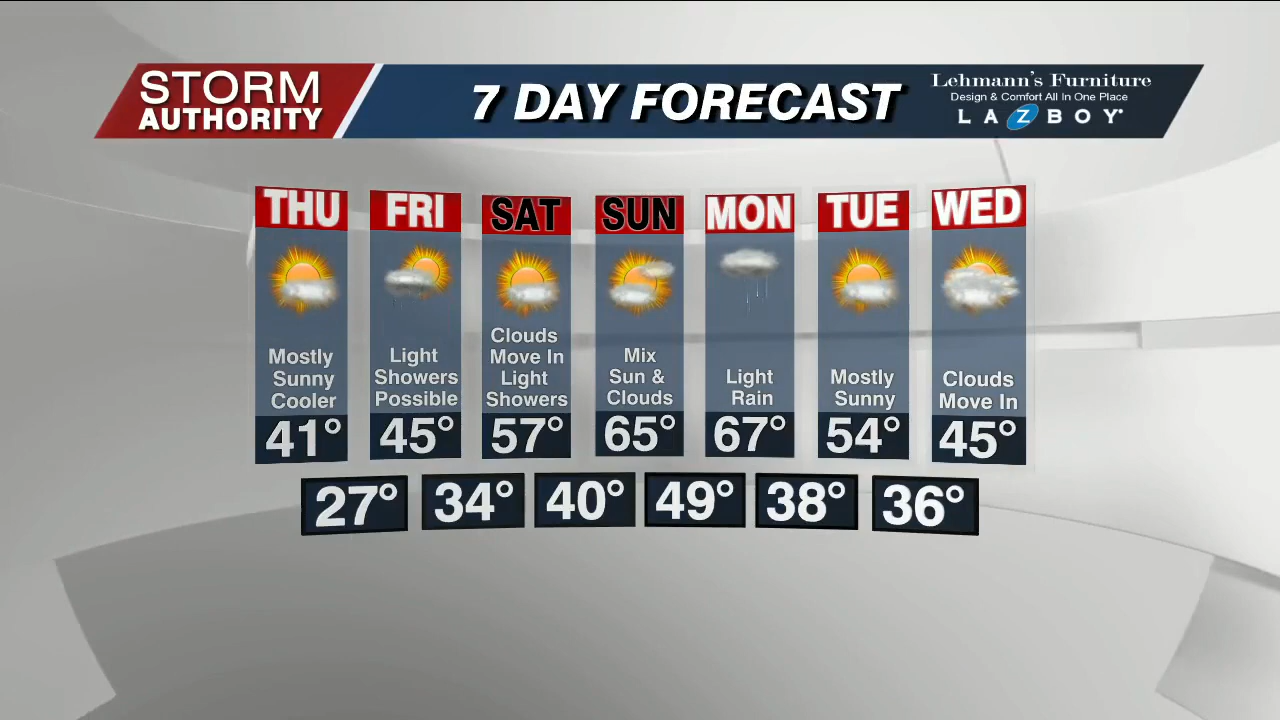 STORM
AUTHORITY
7 DAY FORECAST
Lehmann's Furniture
Design & Comfort All In One Place
LA Z BOY®
THU
Mostly
Sunny
Cooler
41°
FRI
Light
Showers
Possible
45°
SAT
Clouds
Move In
Light
Showers
57°
SUN
Mix
Sun &
Clouds
65°
MON
Light
Rain
67°
TUE
Mostly
Sunny
54°
WED
Clouds
Move In
45°
27° 34° 40° 49° 38° 36°